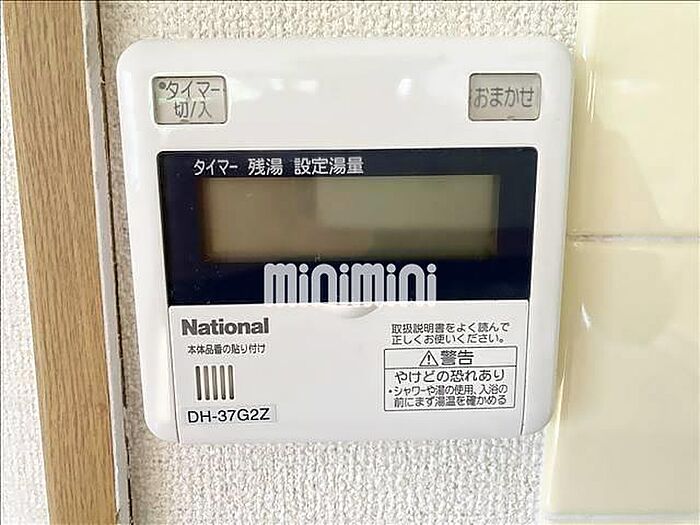 タイマー
切/入
おまかせ
タイマー 残湯 設定湯量
minimini
National
本体品番の貼り付け
DH-37G2Z
取扱説明書をよく読んで
正しくお使いください。
⚠警告
やけどの恐れあり
・シャワーや湯の使用、入浴の
前にまず湯温を確かめる